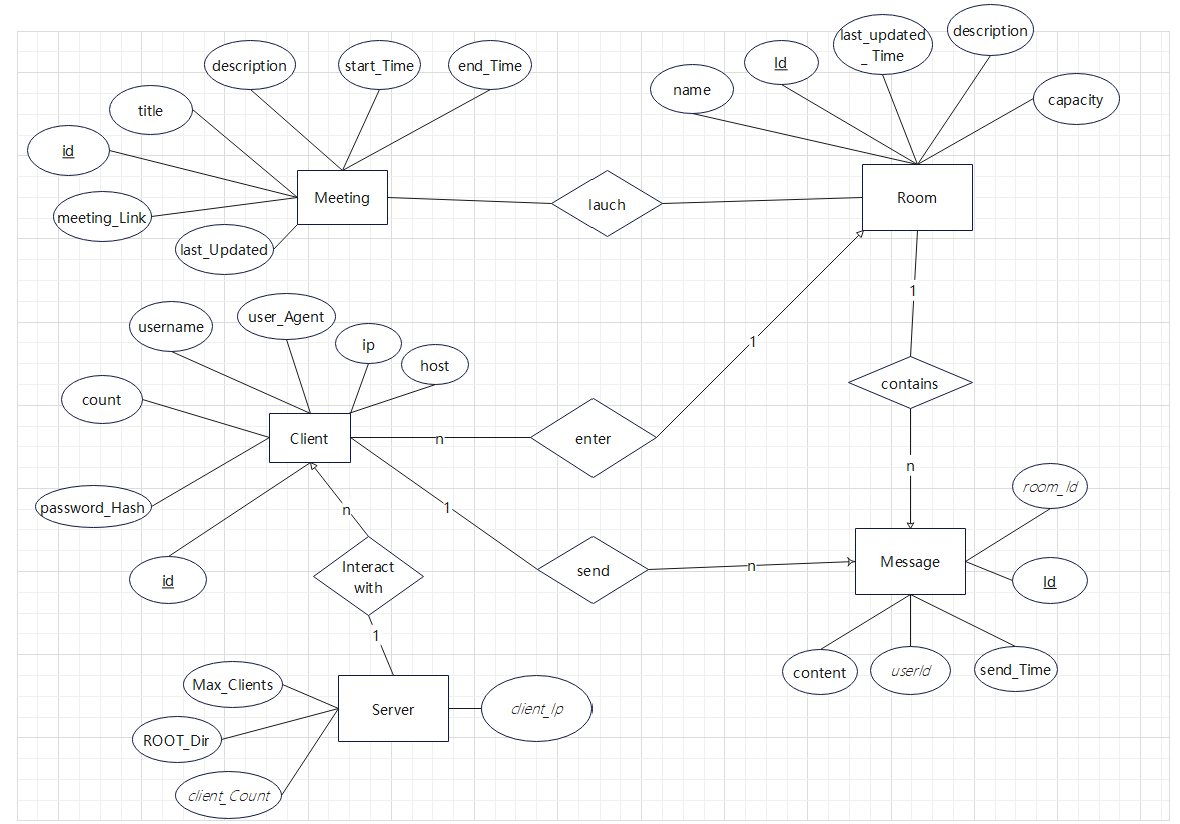 description
last_updated
_ Time
description
start_Time
end_Time
Id
name
capacity
title
id
Meeting
lauch
Room
meeting_Link
last_Updated
1
username
user_Agent
ip
host
1
count
contains
Client
n
enter
n
room_Id
password_Hash
n
1
Interact
with
send
n
Message
id
Id
1
content
userId
send_Time
Max_Clients
Server
client_Ip
ROOT_Dir
client_Count